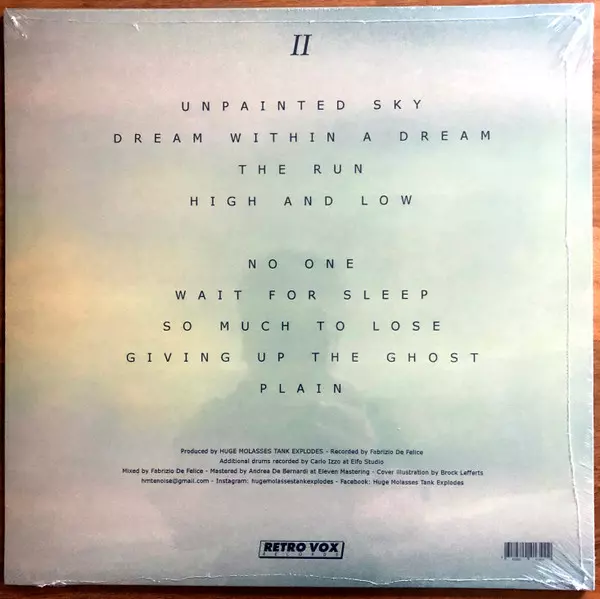 II
UNPAINTED SKY
DREAM WITHIN A DREAM
THE RUN
HIGH AND LOW
NO ONE
WAIT FOR SLEEP
SO MUCH TO LOSE
GIVING UP THE GHOST
PLAIN
Produced by HUGE MOLASSES TANK EXPLODES - Recorded by Fabrizio De Felice
Additional drums recorded by Carlo Izzo at Elfo Studio
Mixed by Fabrizio De Felice - Mastered by Andrea De Bernardi at Eleven Mastering - Cover illustration by Brock Lefferts
hmtenoise@gmail.com - Instagram: hugemolassestankexplodes - Facebook: Huge Molasses Tank Explodes
RETRO VOX
RECORDS